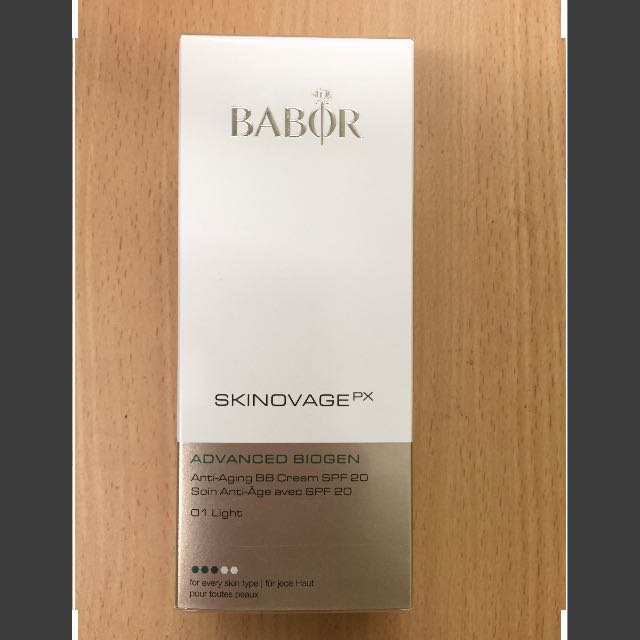 BABOR
SKINOVAGE PX
ADVANCED BIOGEN
Anti-Aging BB Cream SPF 20
Soin Anti-Âge avec SPF 20
01 Light
for every skin type | für jede Haut
pour toutes peaux